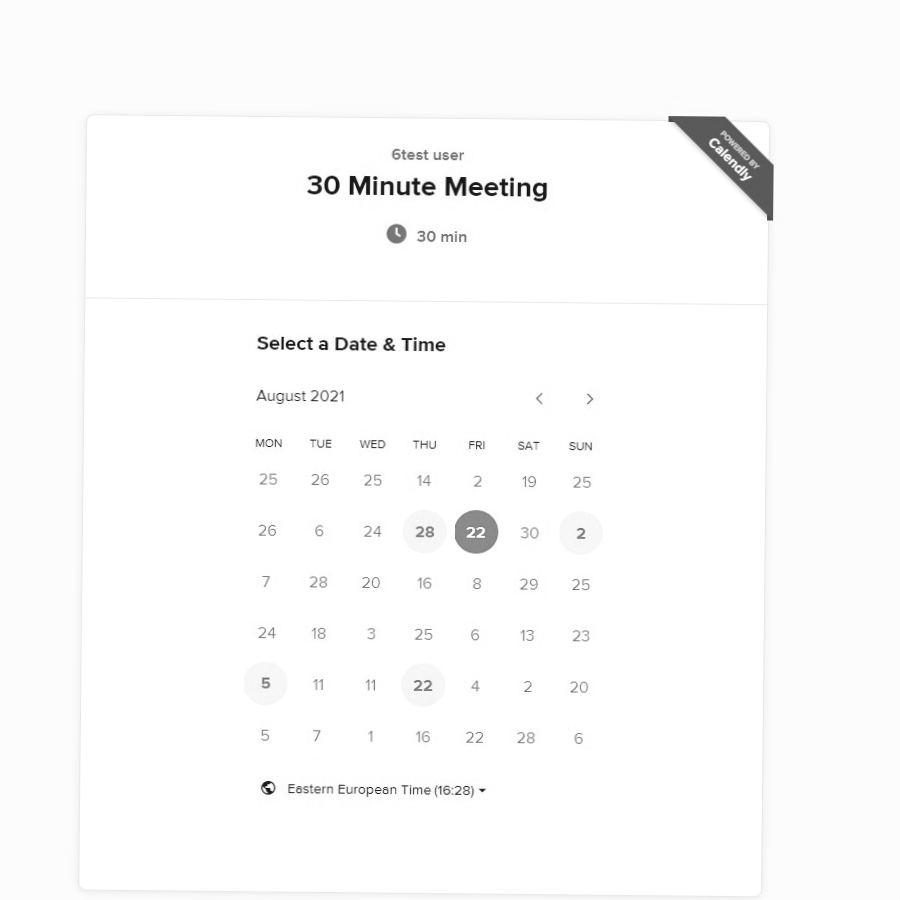 POWERED BY
Calendly
6test user
30 Minute Meeting
30 min
Select a Date & Time
August 2021
MON TUE WED THU FRI SAT SUN
25 26 25 14 2 19 25
26 6 24 28 22 30 2
7 28 20 16 8 29 25
24 18 3 25 6 13 23
5 11 11 22 4 2 20
5 7 1 16 22 28 6
Eastern European Time (16:28)